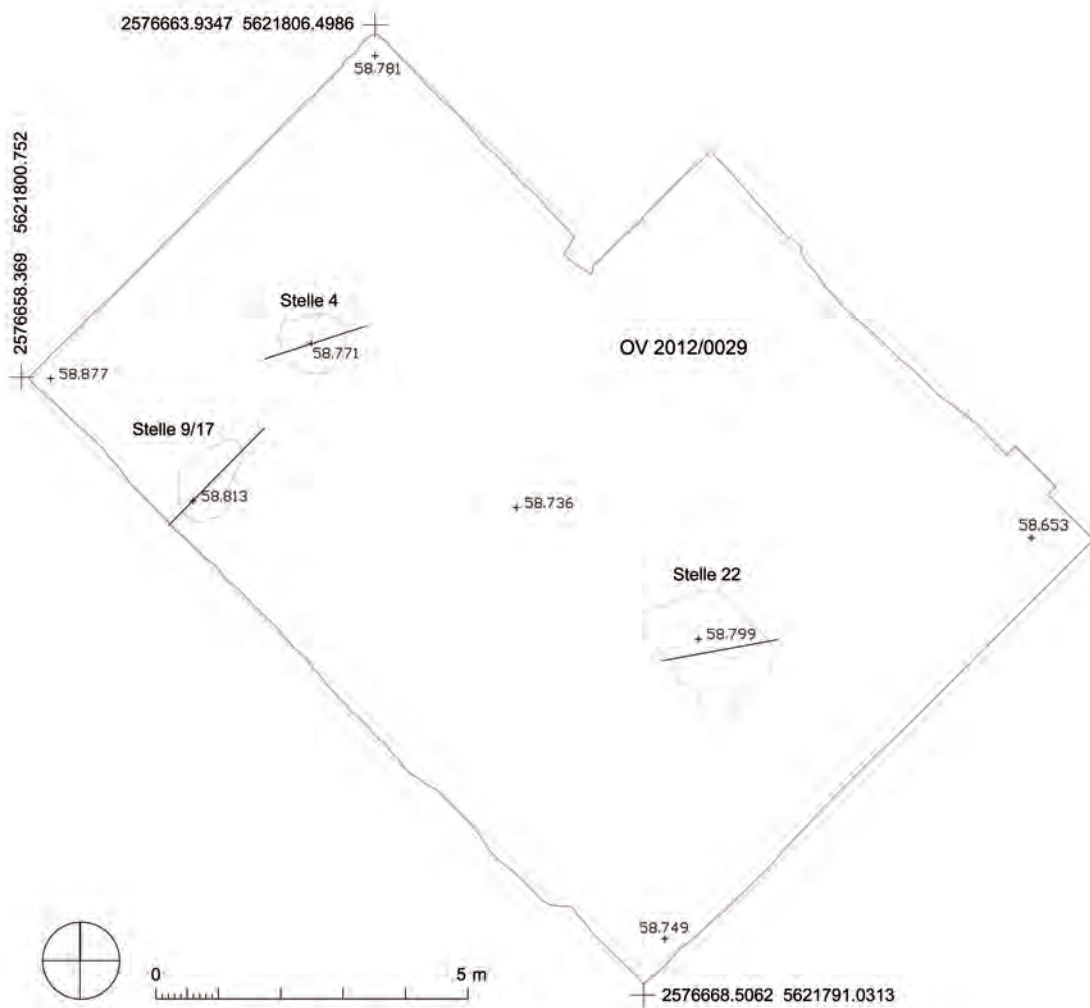 2576663.9347 5621806.4986
58.781
2576658.369 5621800.752
Stelle 4
58.771
OV 2012/0029
58.877
Stelle 9/17
58.813
58.736
58.653
Stelle 22
58.799
58.749
0 5 m
2576668.5062 5621791.0313